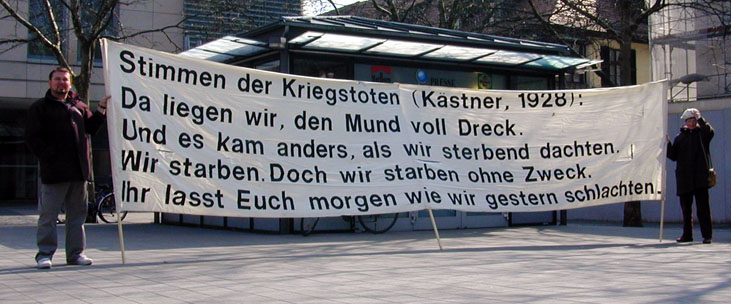 PRESSE
Stimmen der Kriegstoten (Kästner, 1928):
Da liegen wir, den Mund voll Dreck.
Und es kam anders, als wir sterbend dachten.
Wir starben. Doch wir starben ohne Zweck.
Ihr lasst Euch morgen wie wir gestern schlachten.